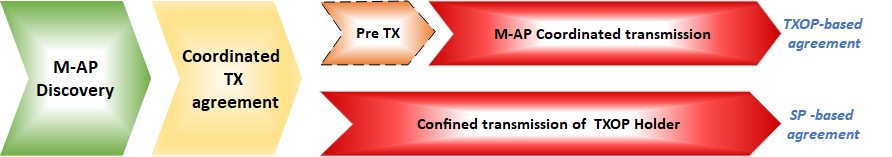 M-AP
Discovery
Coordinated
TX
agreement
Pre TX
M-AP Coordinated transmission
TXOP-based
agreement
Confined transmission of TXOP Holder
SP -based
agreement